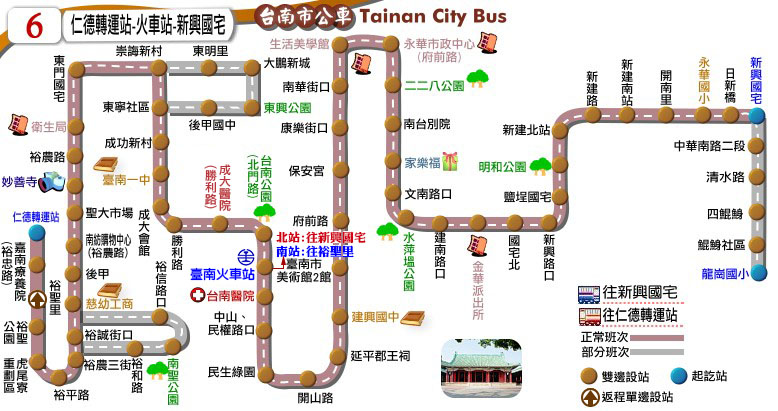 6
仁德轉運站-火車站-新興國宅
台南市公車 Tainan City Bus
東門國宅
崇誨新村
東明里
大鵬新城
東寧社區
後甲國中
東興公園
成功新村
臺南一中
衛生局
裕農路
妙善寺
仁德轉運站
聖大市場
南紡購物中心
(裕農路)
後甲
慈幼工商
嘉南療養院
(裕忠路)
裕聖里
裕聖公園
虎尾寮重劃區
裕平路
裕誠街口
裕農三街
裕和路
南聖公園
裕信路口
成大會館
勝利路
成大醫院
(勝利路)
台南公園
(北門路)
北站:往新興國宅
南站:往裕聖里
臺南火車站
臺南市
美術館2館
台南醫院
中山、
民權路口
民生綠園
開山路
延平郡王祠
建興國中
府前路
保安宮
康樂街口
南華街口
生活美學館
永華市政中心
(府前路)
二二八公園
南台別院
家樂福
文南路口
水萍塭公園
建南路口
金華派出所
國宅北
新興路口
鹽埕國宅
明和公園
新建北站
新建路
新建南站
開南里
永華國小
日新橋
新興國宅
中華南路二段
清水路
四鯤鯓
鯤鯓社區
龍崗國小
往新興國宅
往仁德轉運站
正常班次
部分班次
雙邊設站
起訖站
返程單邊設站